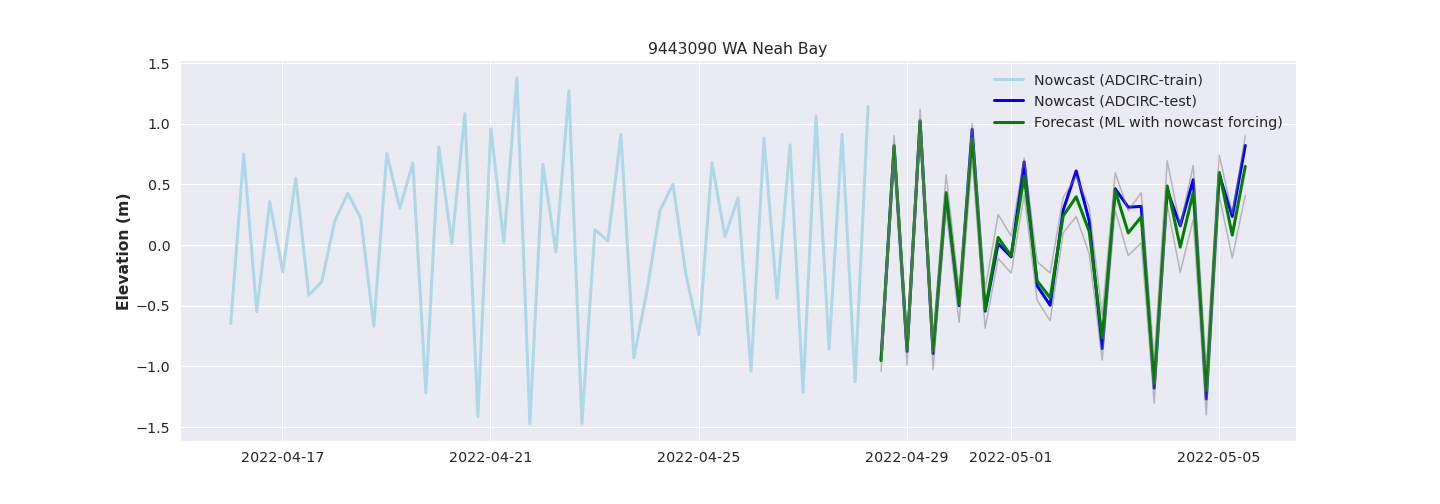 9443090 WA Neah Bay
Elevation (m)
1.5
1.0
0.5
0.0
−0.5
−1.0
−1.5
Nowcast (ADCIRC-train)
Nowcast (ADCIRC-test)
Forecast (ML with nowcast forcing)
2022-04-17 2022-04-21 2022-04-25 2022-04-29 2022-05-01 2022-05-05